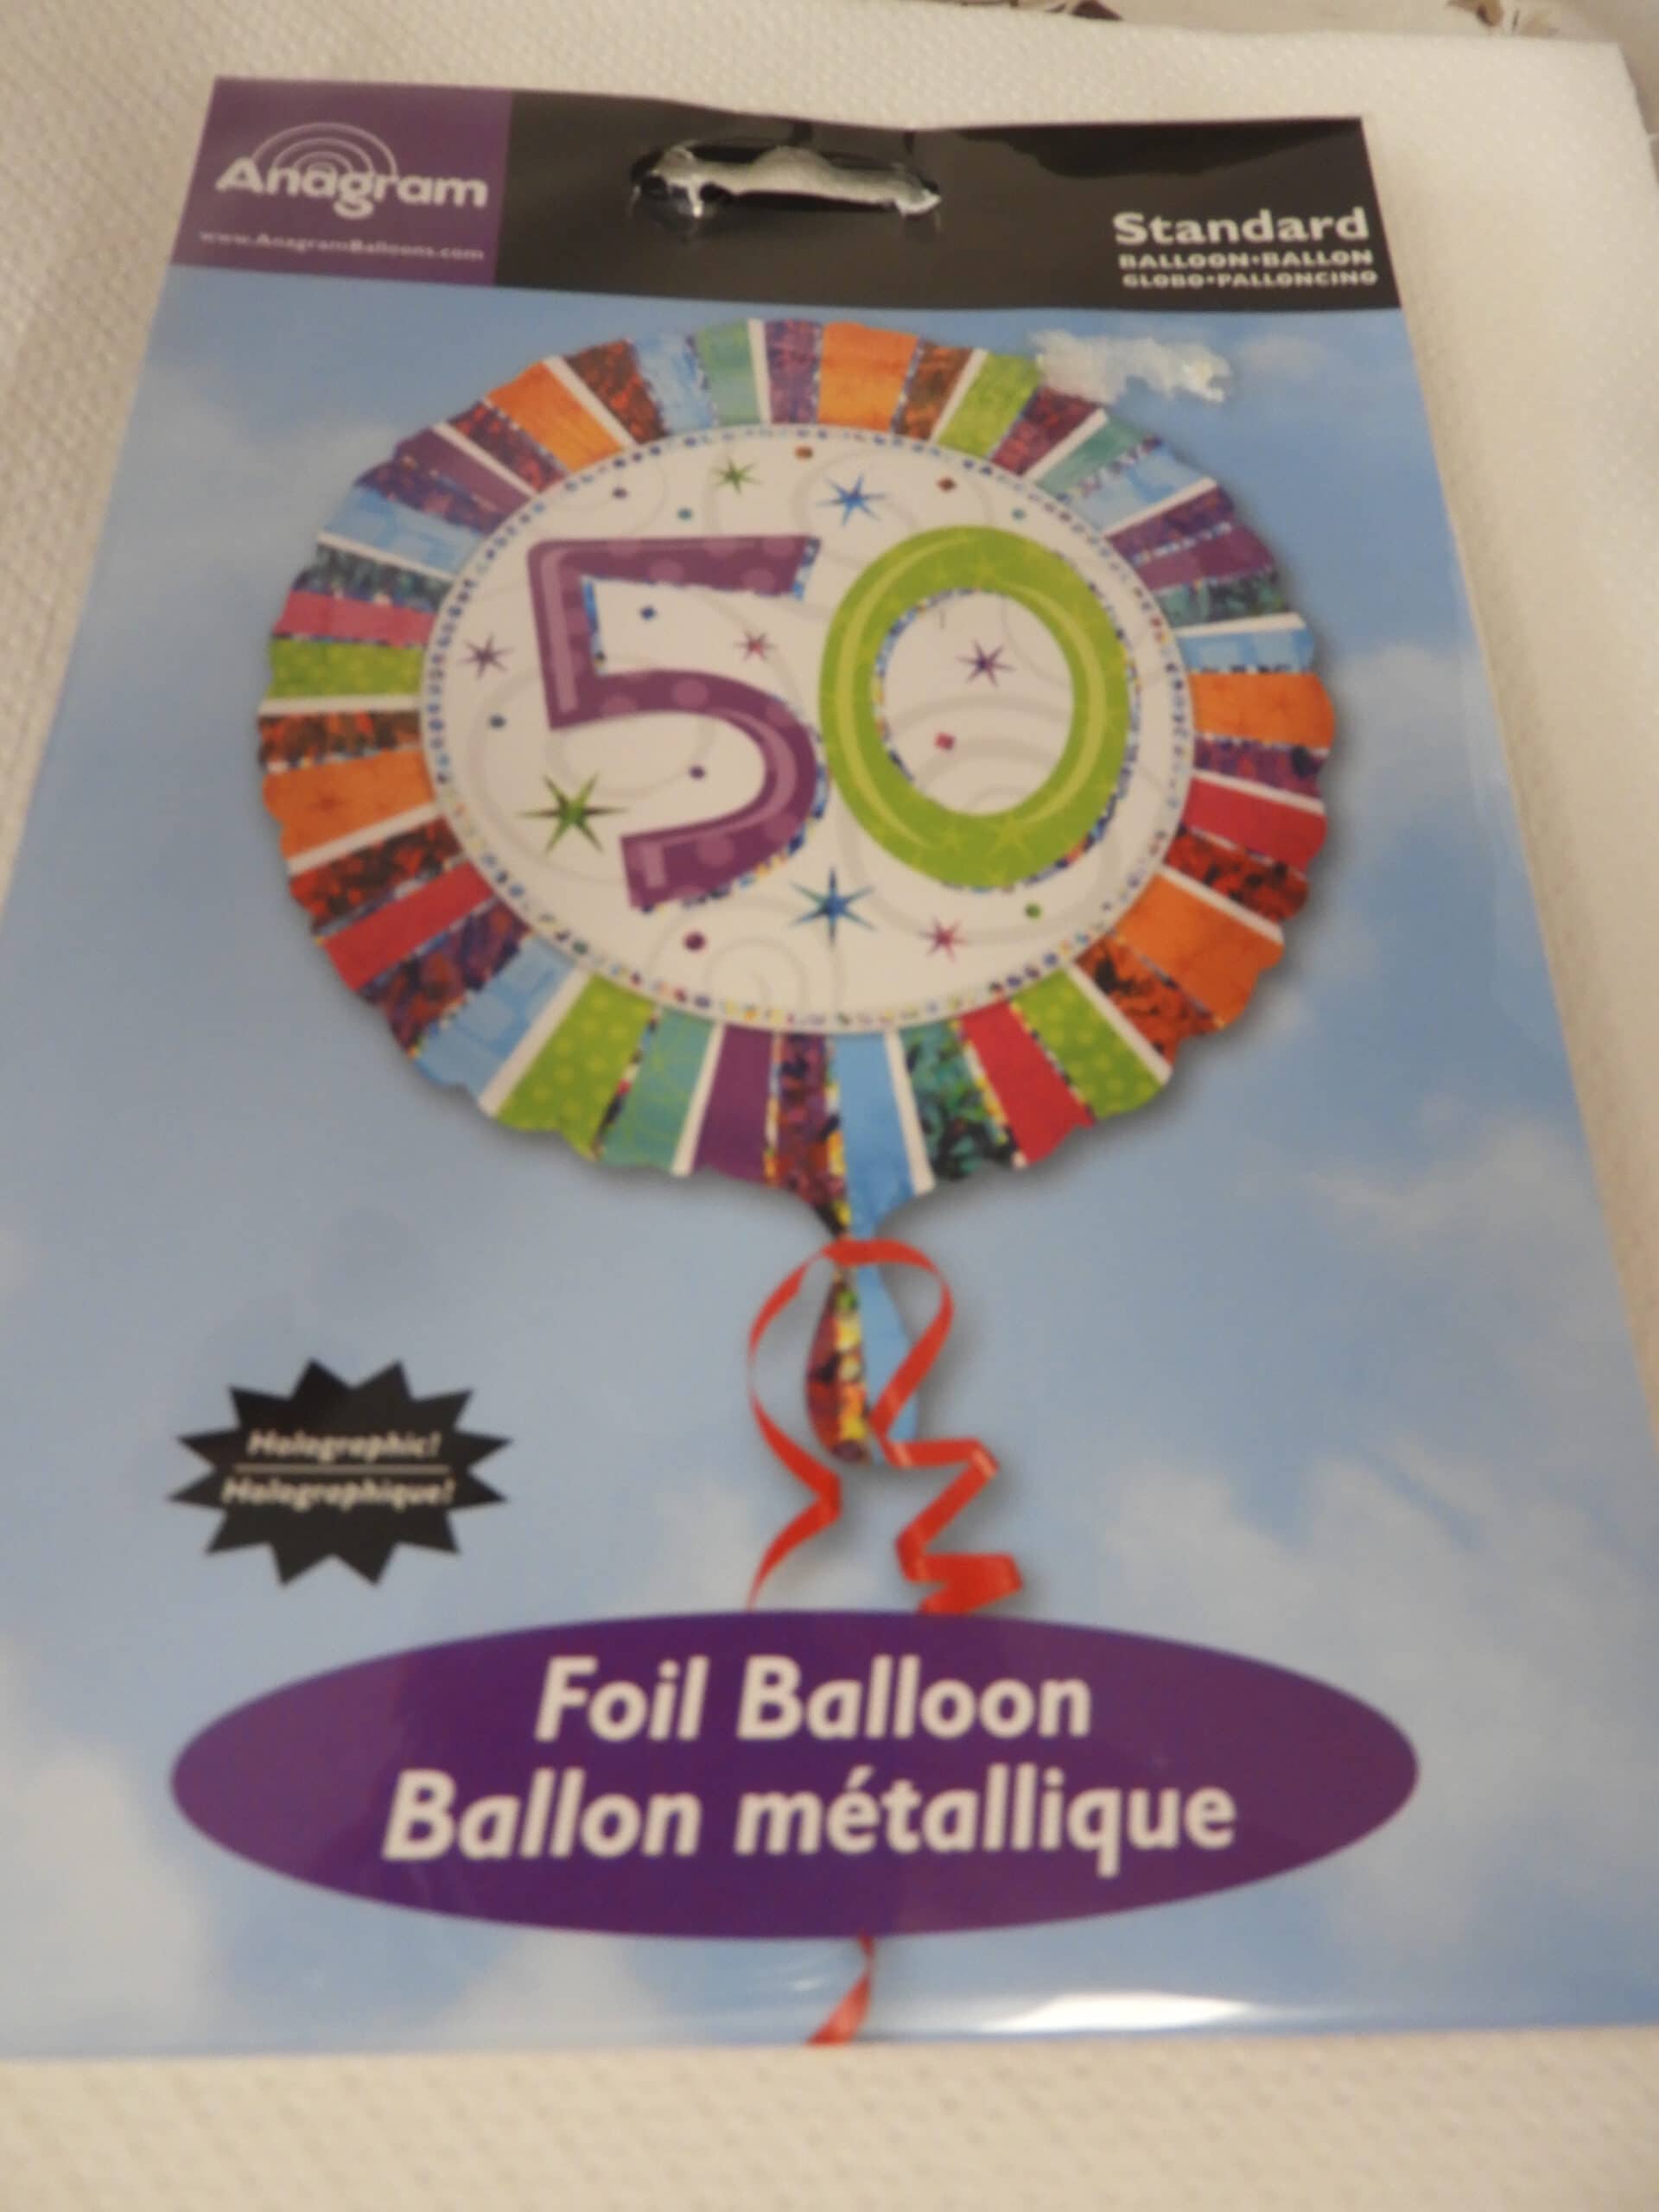 Anagram
www.AnagramBalloons.com
Standard
BALLOON•BALLON
GLOBO•PALLONCINO
50
Holographic!
Holographique!
Foil Balloon
Ballon métallique